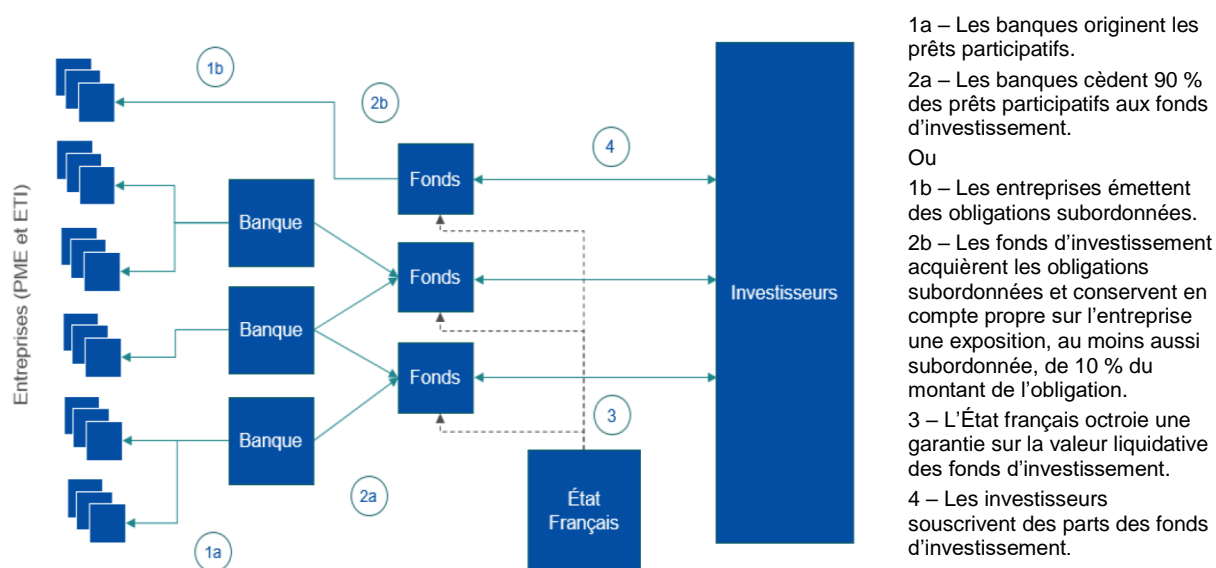 Entreprises (PME et ETI)
1b
2b
4
Fonds
Banque
Fonds
Banque
Investisseurs
Fonds
Banque
3
2a
État
Français
1a
1a – Les banques originent les
prêts participatifs.
2a – Les banques cèdent 90 %
des prêts participatifs aux fonds
d’investissement.
Ou
1b – Les entreprises émettent
des obligations subordonnées.
2b – Les fonds d’investissement
acquièrent les obligations
subordonnées et conservent en
compte propre sur l’entreprise
une exposition, au moins aussi
subordonnée, de 10 % du
montant de l’obligation.
3 – L’État français octroie une
garantie sur la valeur liquidative
des fonds d’investissement.
4 – Les investisseurs
souscrivent des parts des fonds
d’investissement.